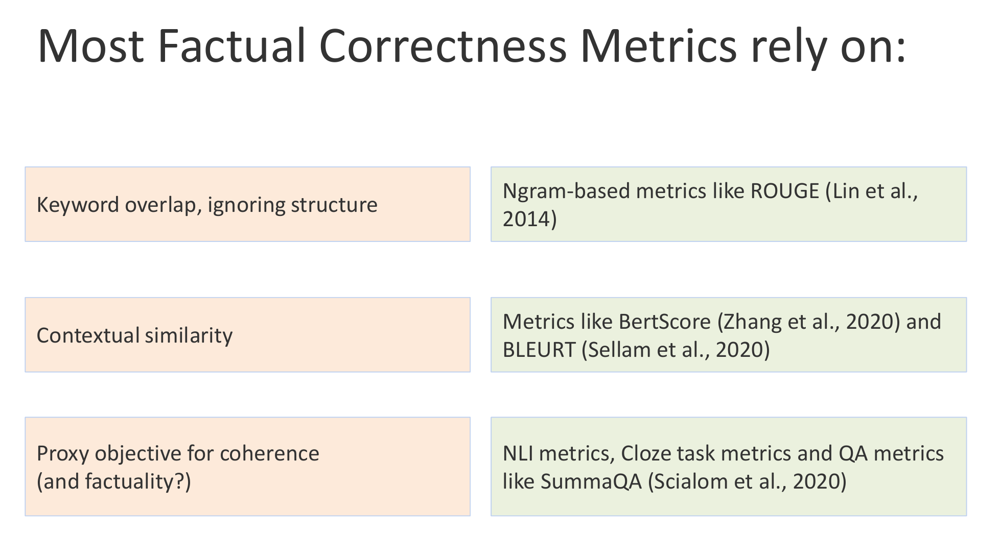 Most Factual Correctness Metrics rely on:
Keyword overlap, ignoring structure
Ngram-based metrics like ROUGE (Lin et al.,
2014)
Contextual similarity
Metrics like BertScore (Zhang et al., 2020) and
BLEURT (Sellam et al., 2020)
Proxy objective for coherence
(and factuality?)
NLI metrics, Cloze task metrics and QA metrics
like SummaQA (Scialom et al., 2020)